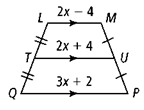 L 2x − 4 M
T 2x + 4 U
Q 3x + 2 P